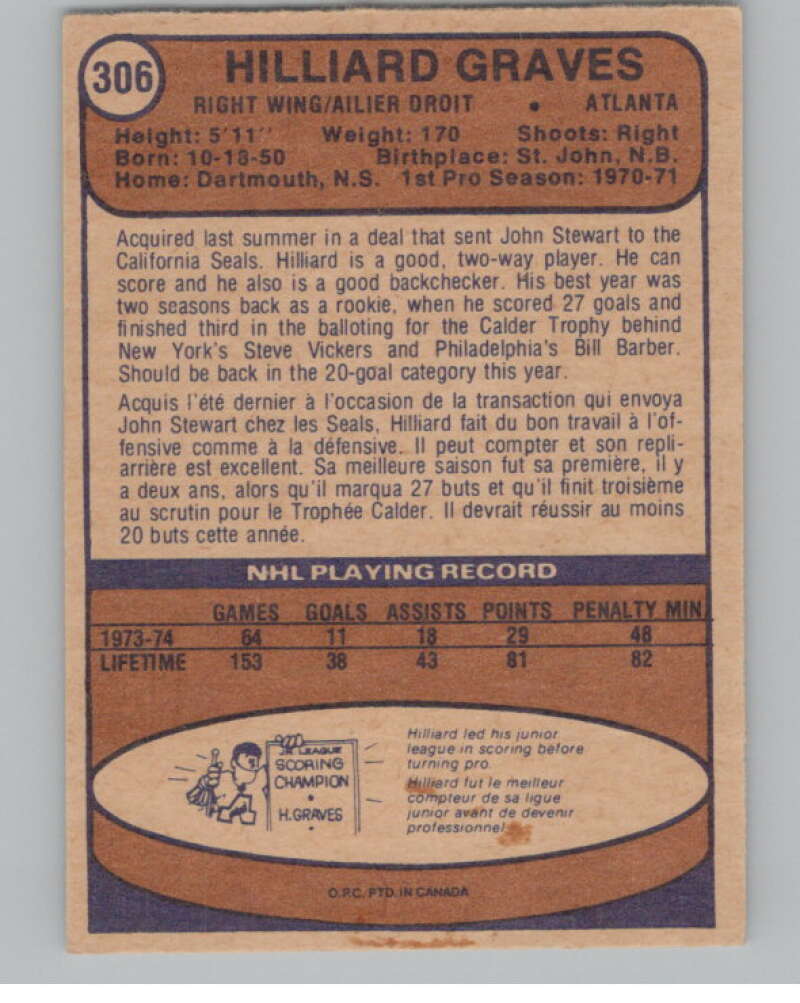 306
HILLIARD GRAVES
RIGHT WING/AILIER DROIT • ATLANTA
Height: 5'11" Weight: 170 Shoots: Right
Born: 10-18-50 Birthplace: St. John, N.B.
Home: Dartmouth, N.S. 1st Pro Season: 1970-71
Acquired last summer in a deal that sent John Stewart to the
California Seals. Hilliard is a good, two-way player. He can
score and he also is a good backchecker. His best year was
two seasons back as a rookie, when he scored 27 goals and
finished third in the balloting for the Calder Trophy behind
New York's Steve Vickers and Philadelphia's Bill Barber.
Should be back in the 20-goal category this year.
Acquis l'été dernier à l'occasion de la transaction qui envoya
John Stewart chez les Seals, Hilliard fait du bon travail à l'of-
fensive comme à la défensive. Il peut compter et son repli-
arrière est excellent. Sa meilleure saison fut sa première, il y
a deux ans, alors qu'il marqua 27 buts et qu'il finit troisième
au scrutin pour le Trophée Calder. Il devrait réussir au moins
20 buts cette année.
NHL PLAYING RECORD
GAMES GOALS ASSISTS POINTS PENALTY MIN
1973-74 64 11 18 29 48
LIFETIME 153 38 43 81 82
JR. LEAGUE
SCORING
CHAMPION
•
H. GRAVES
•
Hilliard led his junior
league in scoring before
turning pro.
Hilliard fut le meilleur
compteur de sa ligue
junior avant de devenir
professionnel.
O.P.C. PTD. IN CANADA